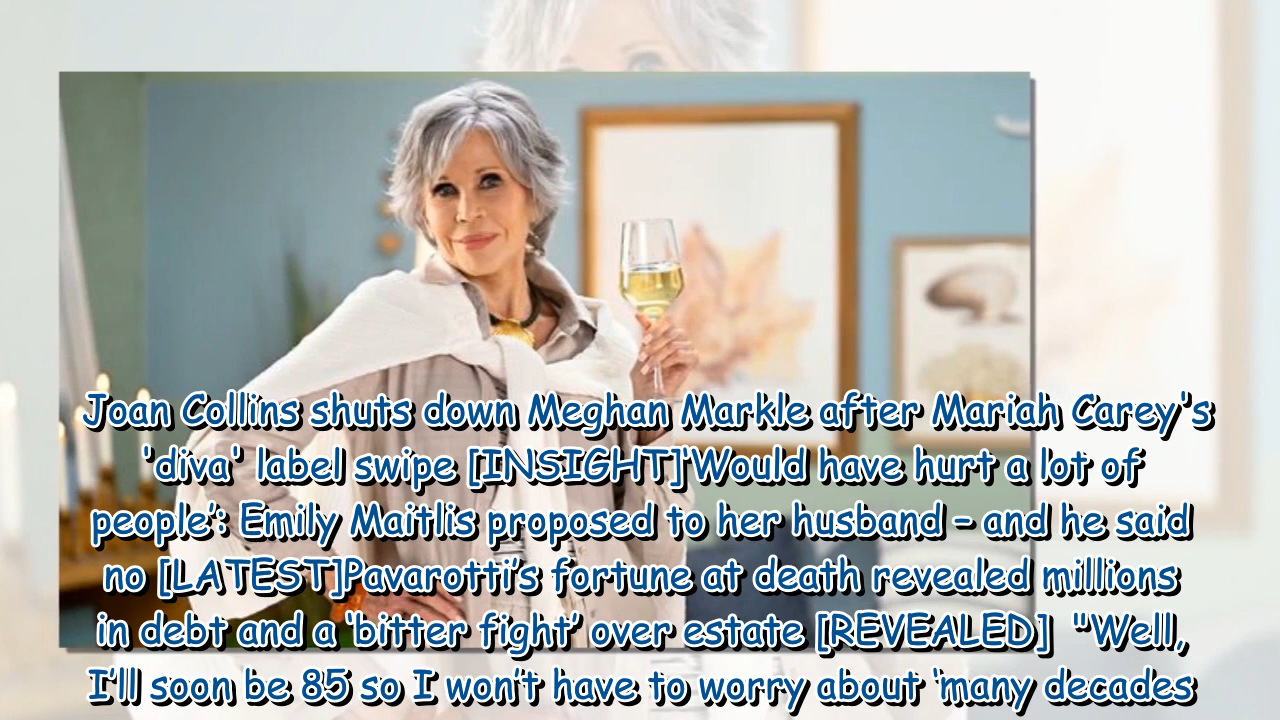 Joan Collins shuts down Meghan Markle after Mariah Carey's
'diva' label swipe [INSIGHT]'Would have hurt a lot of
people’: Emily Maitlis proposed to her husband – and he said
no [LATEST]Pavarotti’s fortune at death revealed millions
in debt and a ‘bitter fight’ over estate [REVEALED]  "Well,
I’ll soon be 85 so I won’t have to worry about ‘many decades